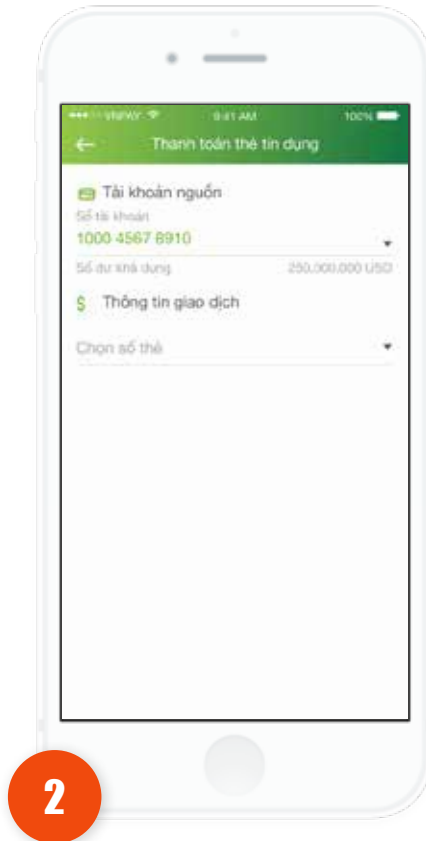 VNPAY 9:41 AM 100%
Thanh toán thẻ tín dụng
Tài khoản nguồn
Số tài khoản
1000 4567 8910
Số dư khả dụng 250,000,000 USD
$ Thông tin giao dịch
Chọn số thẻ
2